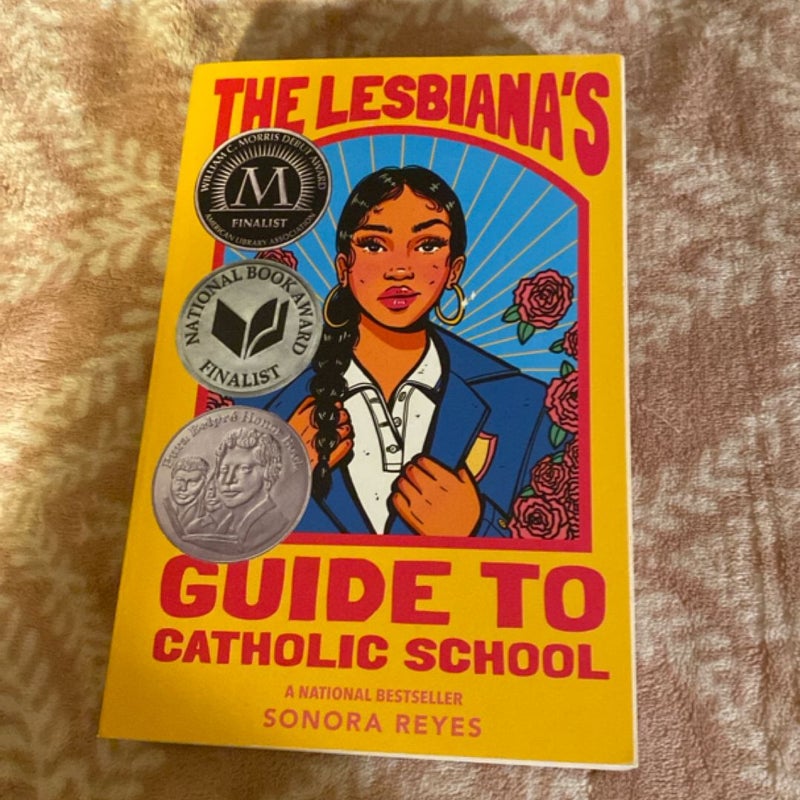 THE LESBIANA'S
WILLIAM C. MORRIS DEBUT AWARD
M
FINALIST
AMERICAN LIBRARY ASSOCIATION
NATIONAL BOOK AWARD
FINALIST
Pura Belpré Honor Book
GUIDE TO
CATHOLIC SCHOOL
A NATIONAL BESTSELLER
SONORA REYES